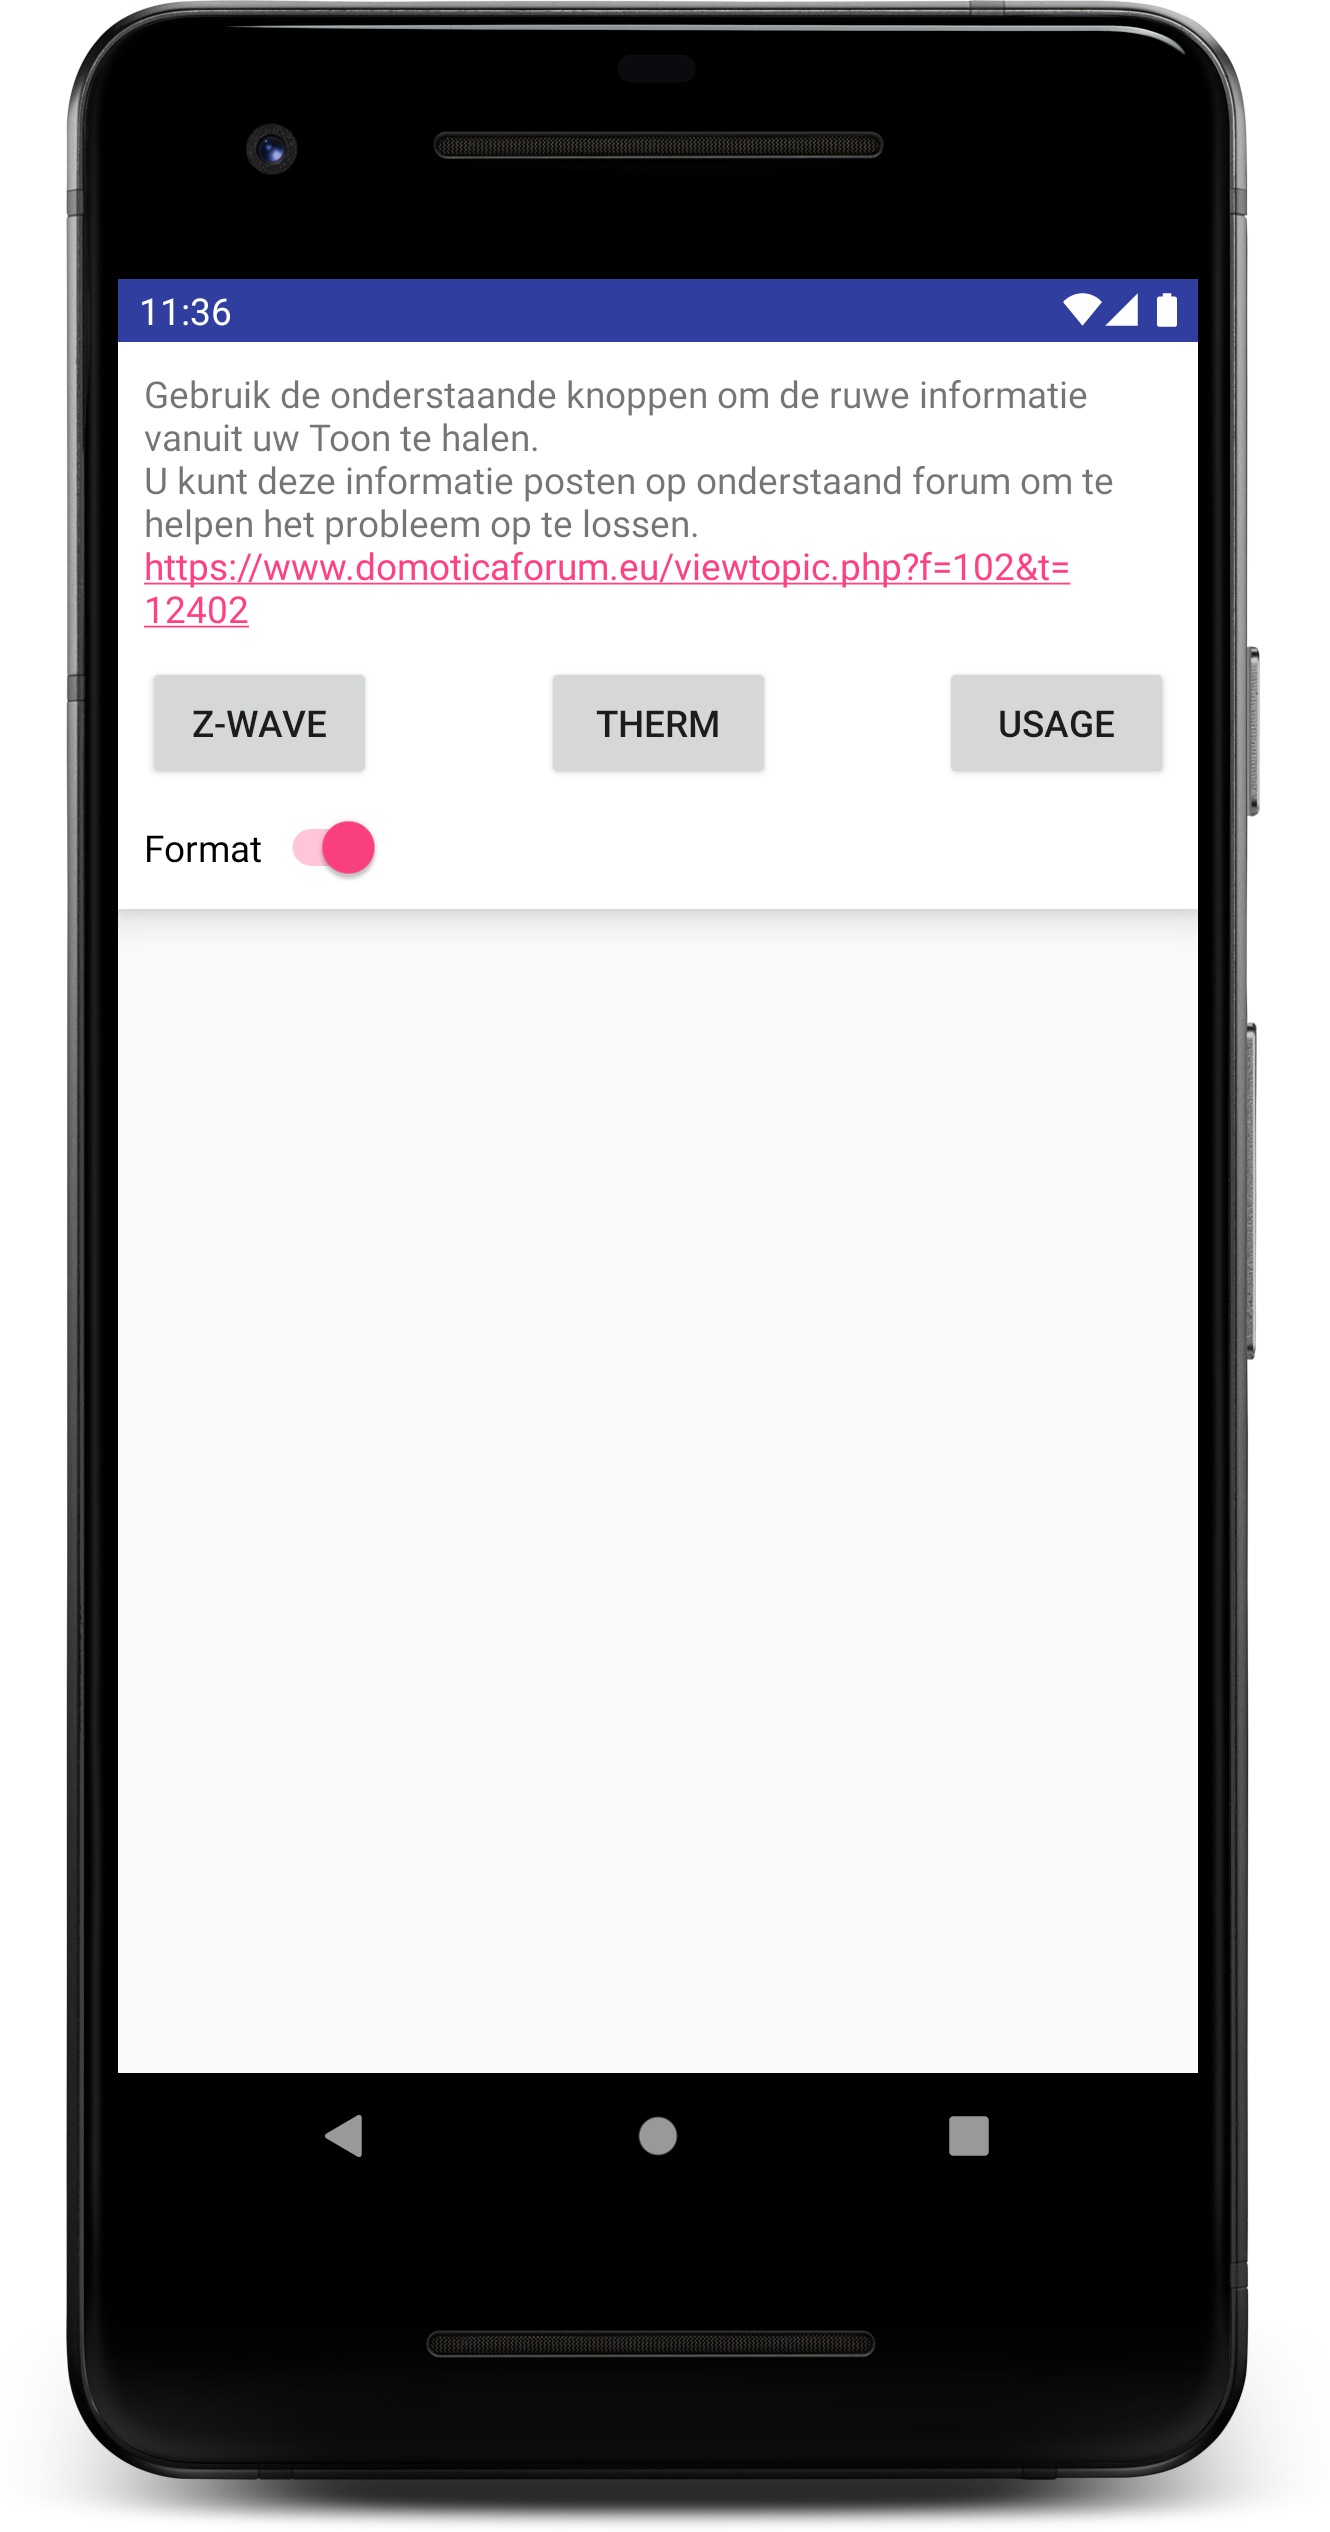 11:36
Gebruik de onderstaande knoppen om de ruwe informatie
vanuit uw Toon te halen.
U kunt deze informatie posten op onderstaand forum om te
helpen het probleem op te lossen.
https://www.domoticaforum.eu/viewtopic.php?f=102&t=
12402
Z-WAVE THERM USAGE
Format